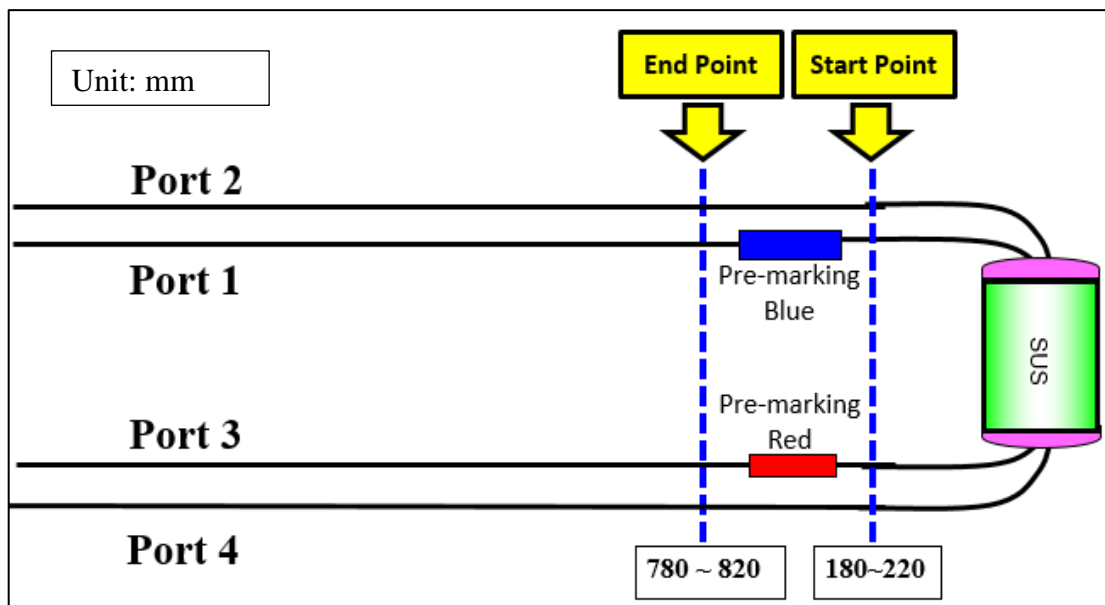 Unit: mm
End Point
Start Point
Port 2
Port 1
Pre-marking
Blue
SUS
Pre-marking
Red
Port 3
Port 4
780 ~ 820
180~220